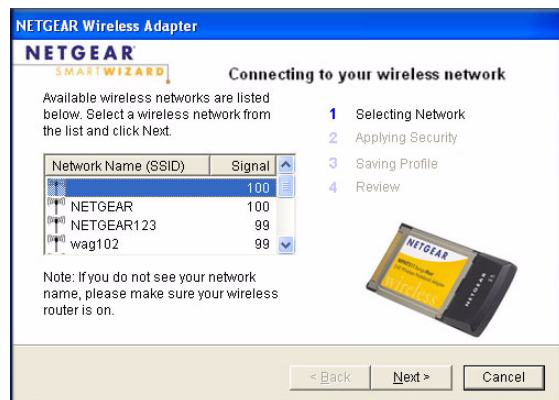 NETGEAR Wireless Adapter
NETGEAR
SMARTWIZARD
Connecting to your wireless network
Available wireless networks are listed
below. Select a wireless network from
the list and click Next.
Network Name (SSID) Signal
100
NETGEAR 100
NETGEAR123 99
wag102 99
Note: If you do not see your network
name, please make sure your wireless
router is on.
1 Selecting Network
2 Applying Security
3 Saving Profile
4 Review
NETGEAR
wireless
NETGEAR
< Back
Next >
Cancel